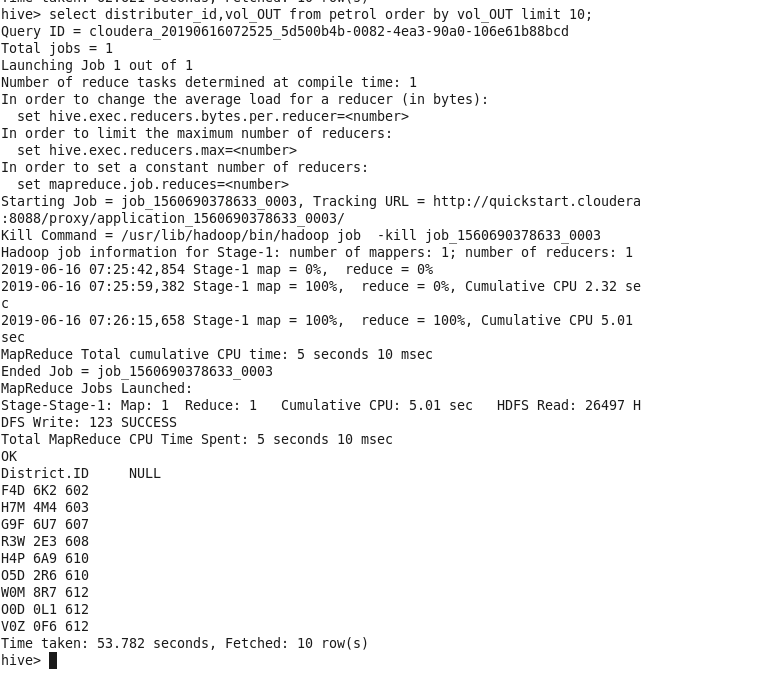 hive> select distributer_id,vol_OUT from petrol order by vol_OUT limit 10;
Query ID = cloudera_20190616072525_5d500b4b-0082-4ea3-90a0-106e61b88bcd
Total jobs = 1
Launching Job 1 out of 1
Number of reduce tasks determined at compile time: 1
In order to change the average load for a reducer (in bytes):
  set hive.exec.reducers.bytes.per.reducer=<number>
In order to limit the maximum number of reducers:
  set hive.exec.reducers.max=<number>
In order to set a constant number of reducers:
  set mapreduce.job.reduces=<number>
Starting Job = job_1560690378633_0003, Tracking URL = http://quickstart.cloudera
:8088/proxy/application_1560690378633_0003/
Kill Command = /usr/lib/hadoop/bin/hadoop job  -kill job_1560690378633_0003
Hadoop job information for Stage-1: number of mappers: 1; number of reducers: 1
2019-06-16 07:25:42,854 Stage-1 map = 0%,  reduce = 0%
2019-06-16 07:25:59,382 Stage-1 map = 100%,  reduce = 0%, Cumulative CPU 2.32 se
c
2019-06-16 07:26:15,658 Stage-1 map = 100%,  reduce = 100%, Cumulative CPU 5.01
sec
MapReduce Total cumulative CPU time: 5 seconds 10 msec
Ended Job = job_1560690378633_0003
MapReduce Jobs Launched:
Stage-Stage-1: Map: 1  Reduce: 1   Cumulative CPU: 5.01 sec   HDFS Read: 26497 H
DFS Write: 123 SUCCESS
Total MapReduce CPU Time Spent: 5 seconds 10 msec
OK
District.ID     NULL
F4D 6K2 602
H7M 4M4 603
G9F 6U7 607
R3W 2E3 608
H4P 6A9 610
O5D 2R6 610
W0M 8R7 612
O0D 0L1 612
V0Z 0F6 612
Time taken: 53.782 seconds, Fetched: 10 row(s)
hive>